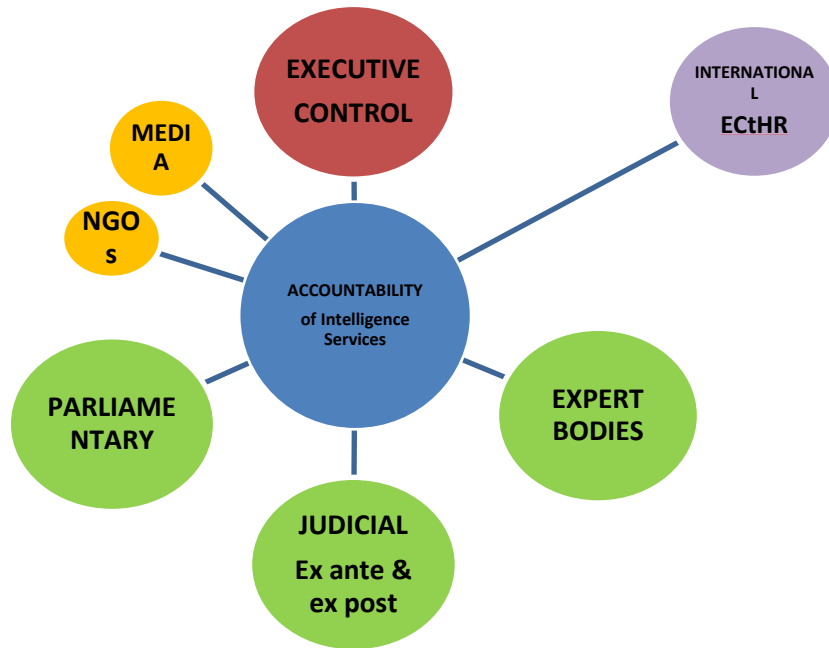 EXECUTIVE
CONTROL
INTERNATIONA
L
ECtHR
MEDI
A
NGO
s
ACCOUNTABILITY
of Intelligence
Services
PARLIAME
NTARY
EXPERT
BODIES
JUDICIAL
Ex ante &
ex post